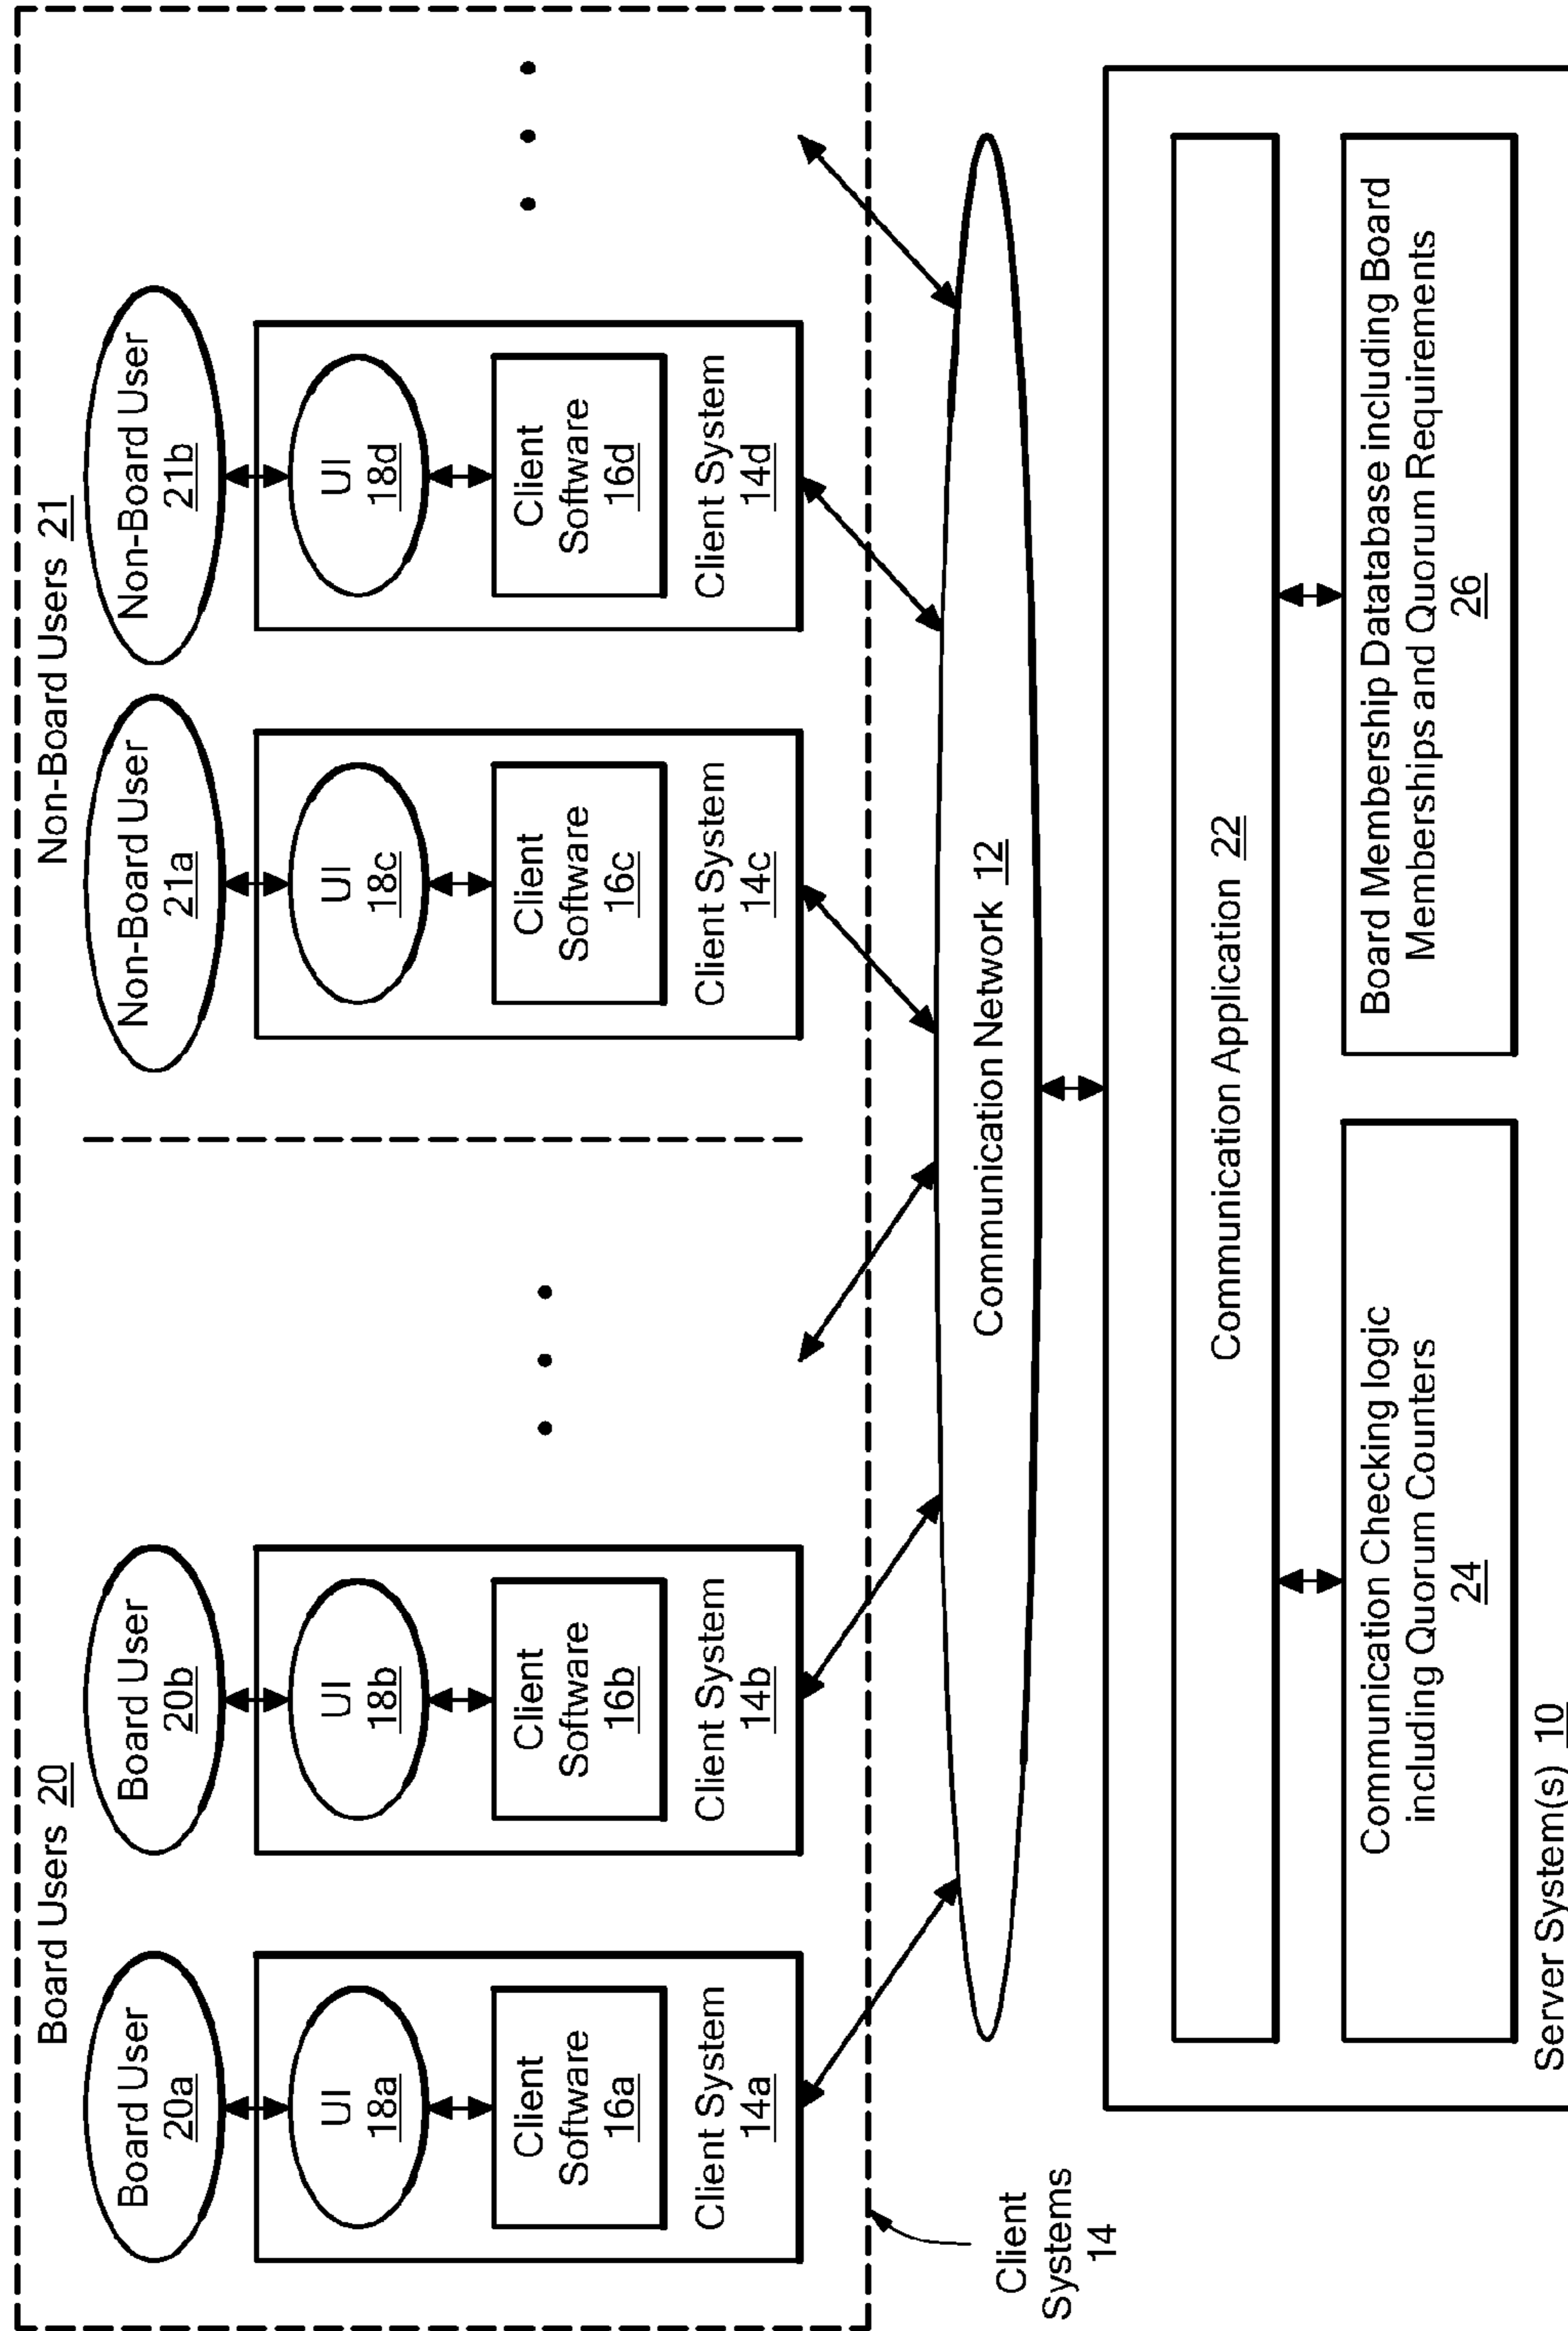 Board Users 20
Non-Board Users 21
Board User
20a
Board User
20b
Non-Board User
21a
Non-Board User
21b
UI
18a
UI
18b
UI
18c
UI
18d
Client
Software
16a
Client
Software
16b
Client
Software
16c
Client
Software
16d
Client System
14a
Client System
14b
Client System
14c
Client System
14d
Client
Systems
14
Communication Network 12
Communication Application 22
Communication Checking logic
including Quorum Counters
24
Board Membership Datatabase including Board
Memberships and Quorum Requirements
26
Server System(s) 10